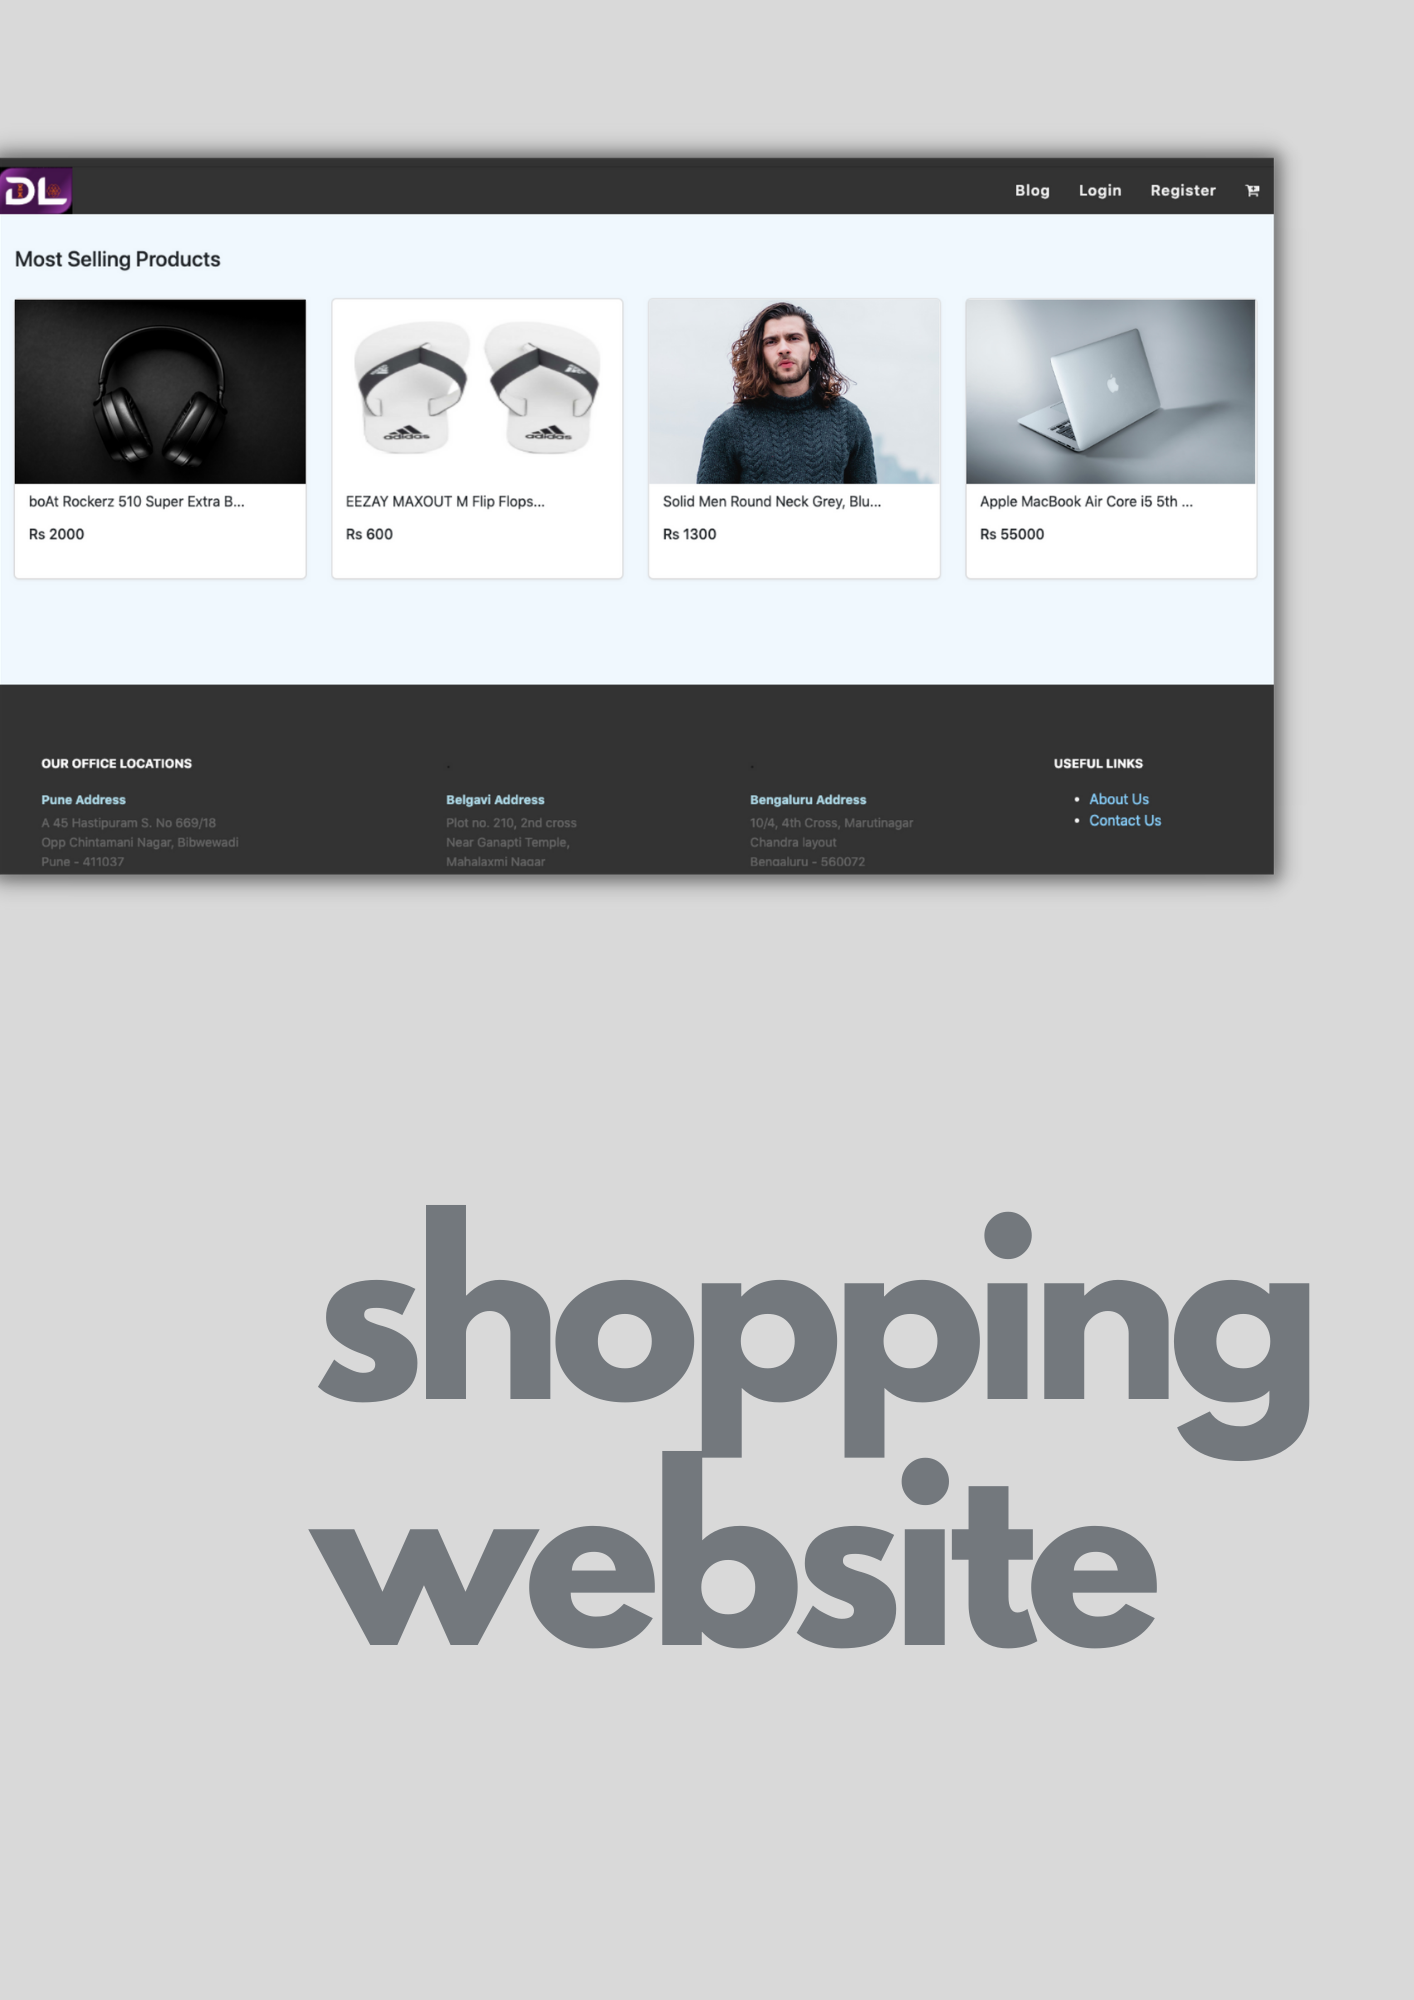 DL
Blog Login Register
Most Selling Products
adidas adidas
boAt Rockerz 510 Super Extra B...
Rs 2000
EEZAY MAXOUT M Flip Flops...
Rs 600
Solid Men Round Neck Grey, Blu...
Rs 1300
Apple MacBook Air Core i5 5th ...
Rs 55000
OUR OFFICE LOCATIONS
Pune Address
A 45 Hastipuram S. No 669/18
Opp Chintamani Nagar, Bibwewadi
Pune - 411037
.
Belgavi Address
Plot no. 210, 2nd cross
Near Ganapti Temple,
Mahalaxmi Nagar
.
Bengaluru Address
10/4, 4th Cross, Marutinagar
Chandra layout
Bengaluru - 560072
USEFUL LINKS
• About Us
• Contact Us
shopping
website